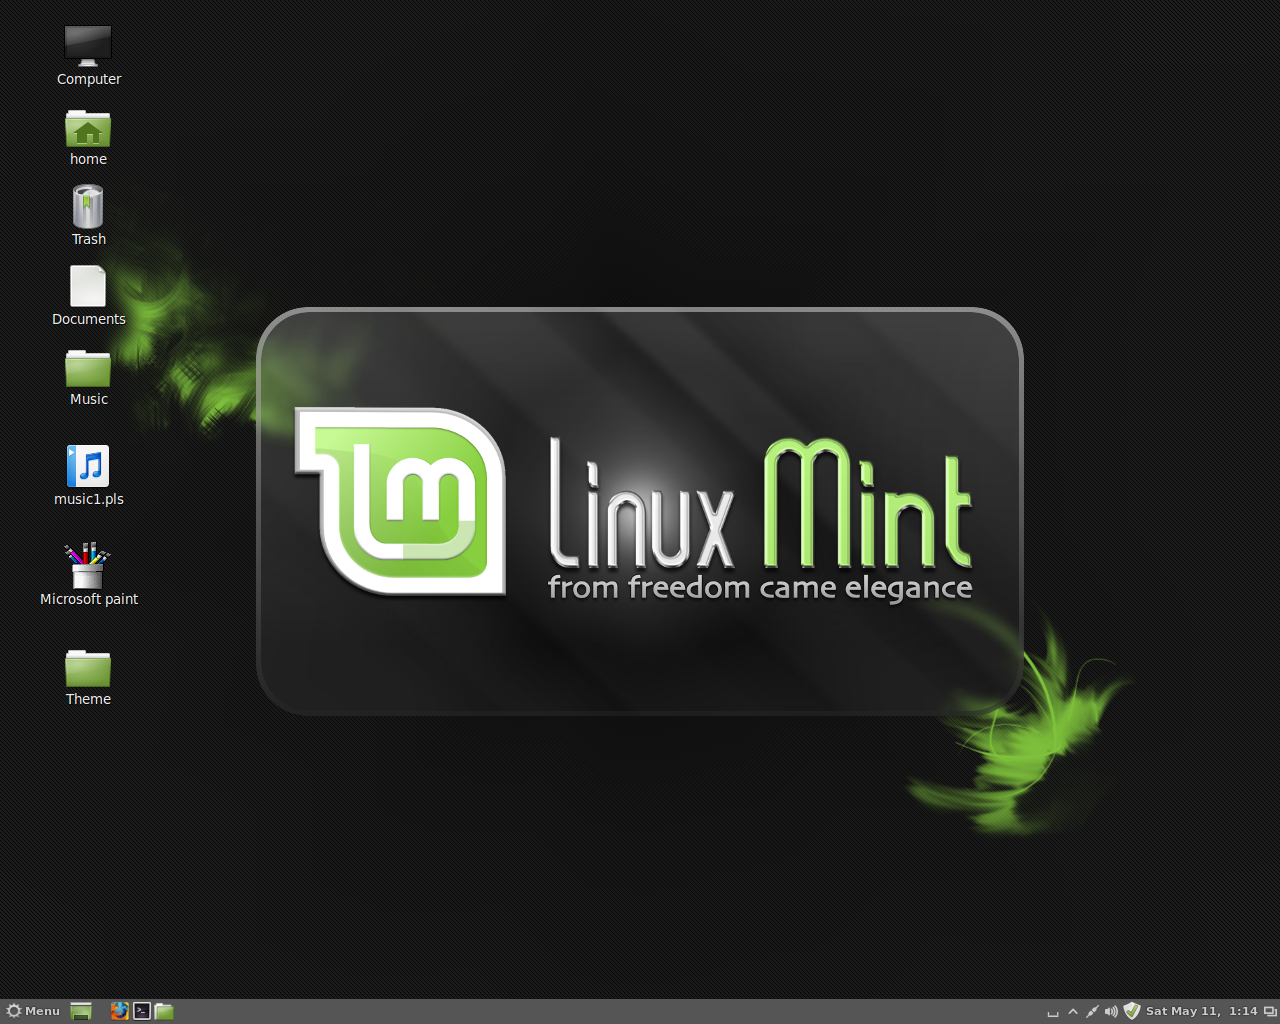 Computer
home
Trash
Documents
Music
music1.pls
Microsoft paint
Theme
lm
Linux Mint
from freedom came elegance
Menu
Sat May 11, 1:14